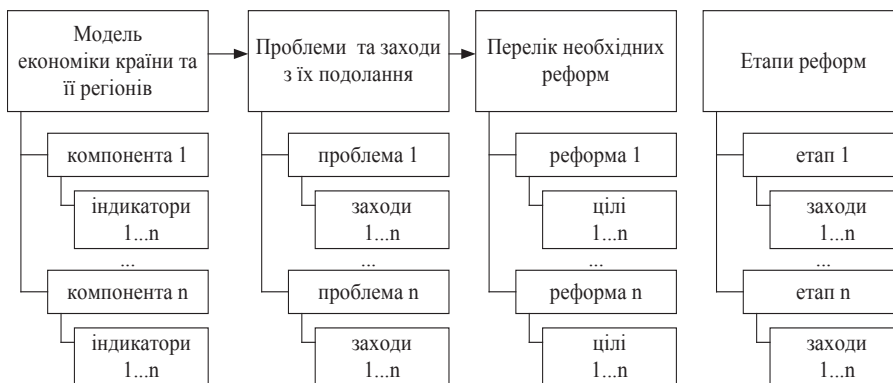 Модель
економіки країни та
її регіонів
компонента 1
індикатори
1...n
...
компонента n
індикатори
1...n
Проблеми та заходи
з їх подолання
проблема 1
заходи
1...n
...
проблема n
заходи
1...n
Перелік необхідних
реформ
реформа 1
цілі
1...n
...
реформа n
цілі
1...n
Етапи реформ
етап 1
заходи
1...n
...
етап n
заходи
1...n